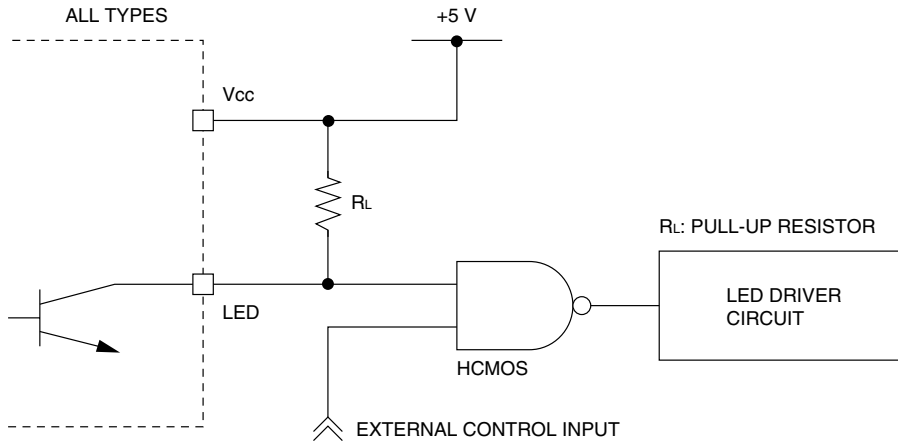 ALL TYPES
+5 V
Vcc
RL
RL: PULL-UP RESISTOR
LED
LED DRIVER
CIRCUIT
HCMOS
EXTERNAL CONTROL INPUT